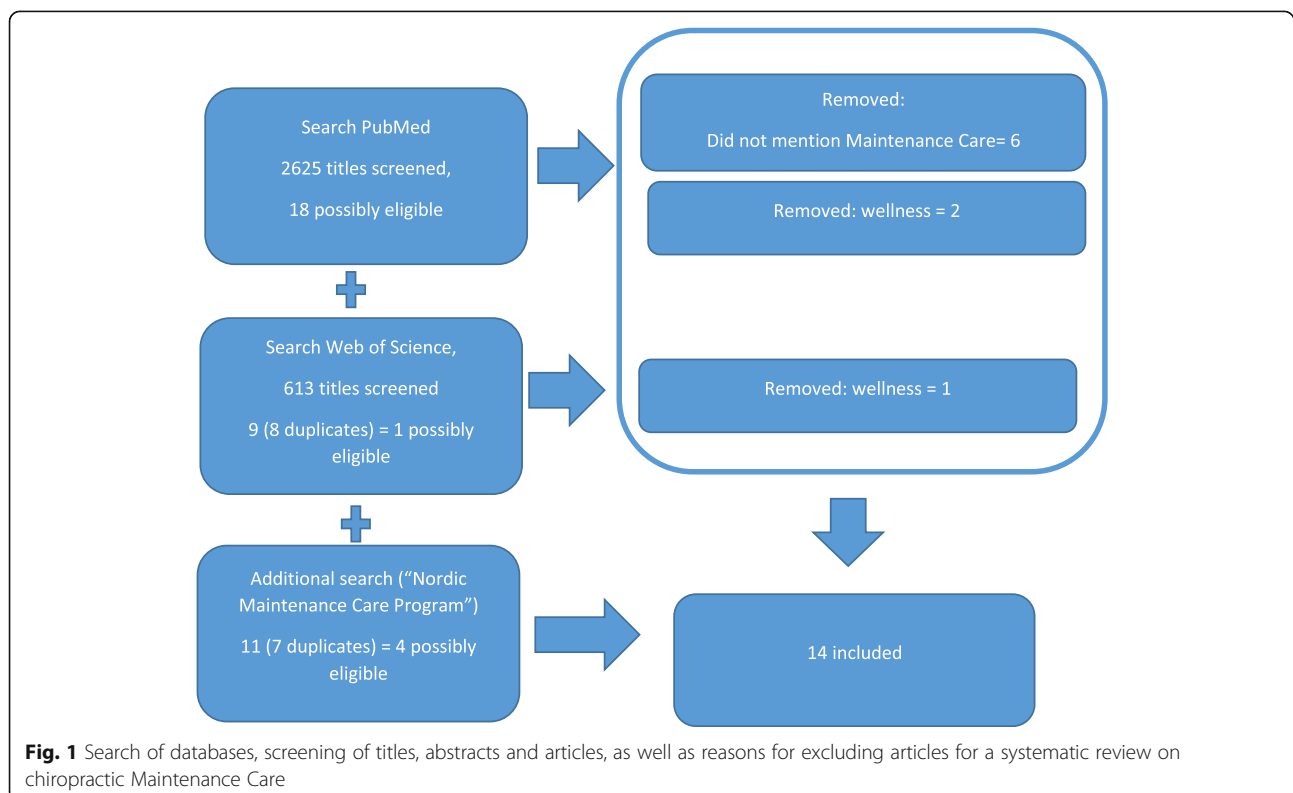 Search PubMed
2625 titles screened,
18 possibly eligible
Removed:
Did not mention Maintenance Care= 6
Removed: wellness = 2
Search Web of Science,
613 titles screened
9 (8 duplicates) = 1 possibly
eligible
Removed: wellness = 1
Additional search (“Nordic
Maintenance Care Program”)
11 (7 duplicates) = 4 possibly
eligible
14 included
Fig. 1 Search of databases, screening of titles, abstracts and articles, as well as reasons for excluding articles for a systematic review on
chiropractic Maintenance Care